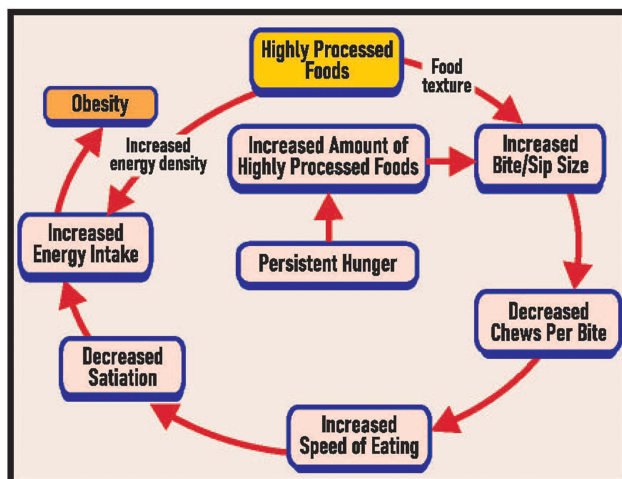 Highly Processed
Foods
Food
texture
Obesity
Increased
energy density
Increased Amount of
Highly Processed Foods
Increased
Bite/Sip Size
Increased
Energy Intake
Persistent Hunger
Decreased
Chews Per Bite
Decreased
Satiation
Increased
Speed of Eating